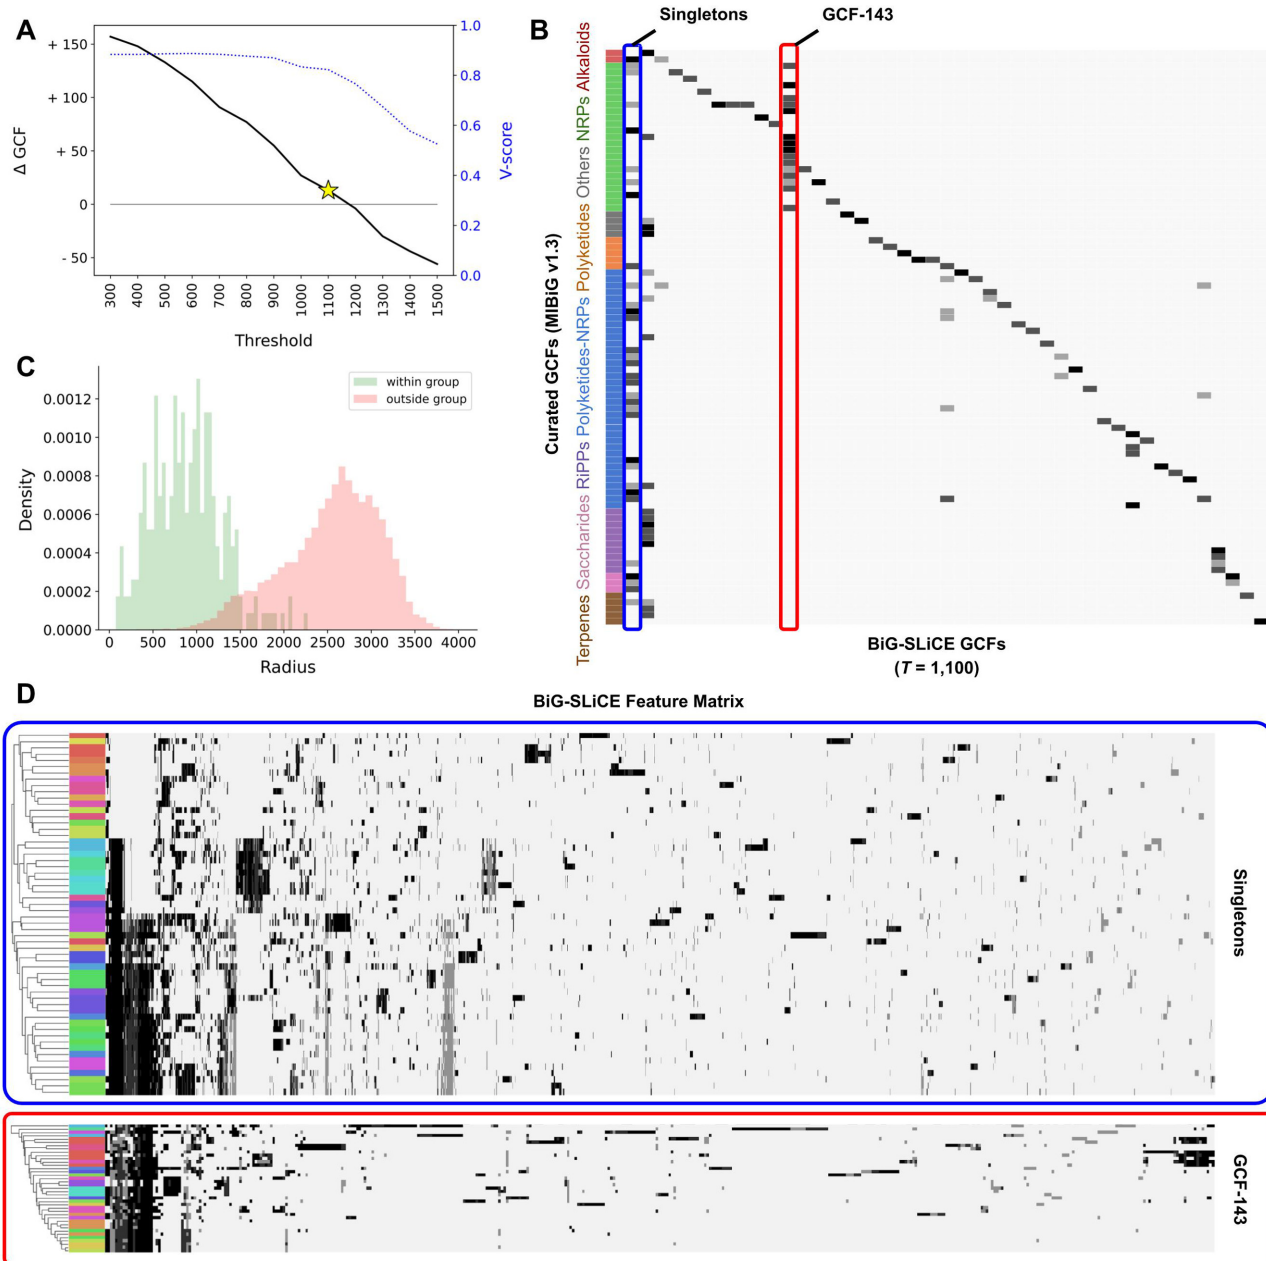 A
+ 150
+ 100
+ 50
0
- 50
Δ GCF
1.0
0.8
0.6
0.4
0.2
0.0
V-score
300
400
500
600
700
800
900
1000
1100
1200
1300
1400
1500
Threshold
B
Singletons
GCF-143
Curated GCFs (MIBiG v1.3)
Terpenes Saccharides RiPPs Polyketides-NRPs Polyketides Others NRPs Alkaloids
BiG-SLiCE GCFs
(T = 1,100)
C
within group
outside group
0.0012
0.0010
0.0008
0.0006
0.0004
0.0002
0.0000
Density
0 500 1000 1500 2000 2500 3000 3500 4000
Radius
D
BiG-SLiCE Feature Matrix
Singletons
GCF-143